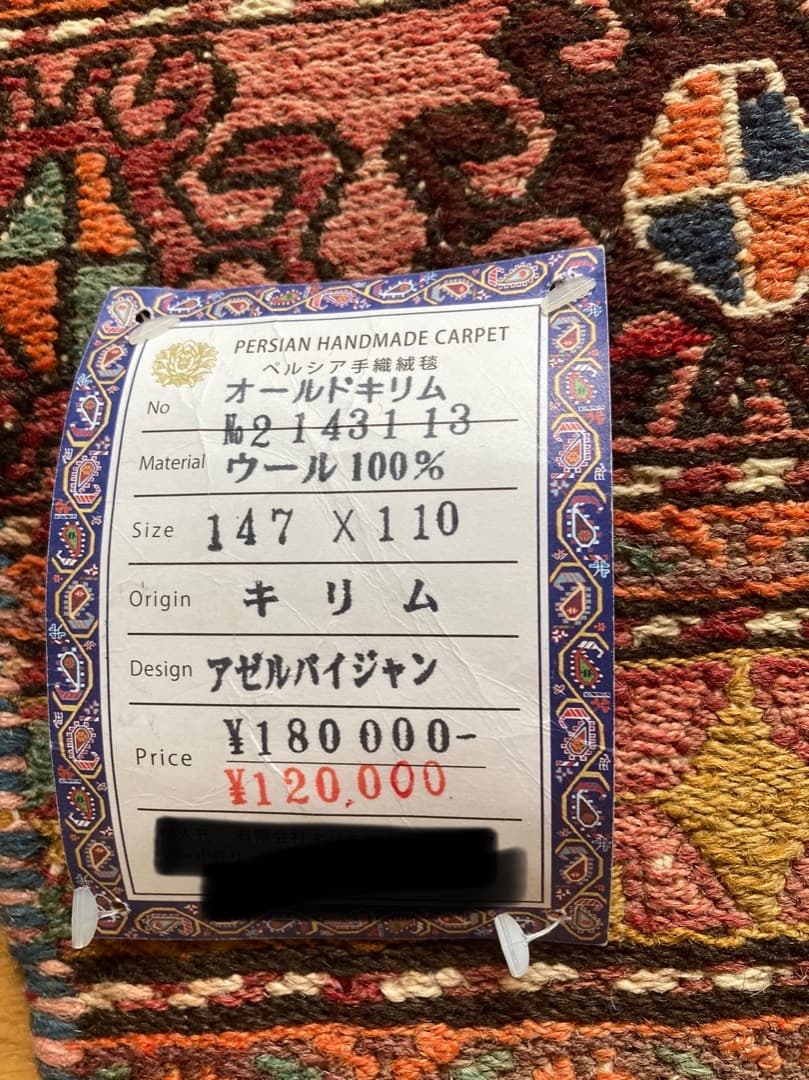 PERSIAN HANDMADE CARPET
ペルシア手織絨毯
オールドキリム
No №2143113
Material ウール100%
Size 147 X110
Origin キリム
Design アゼルバイジャン
Price ¥180000-
¥120,000